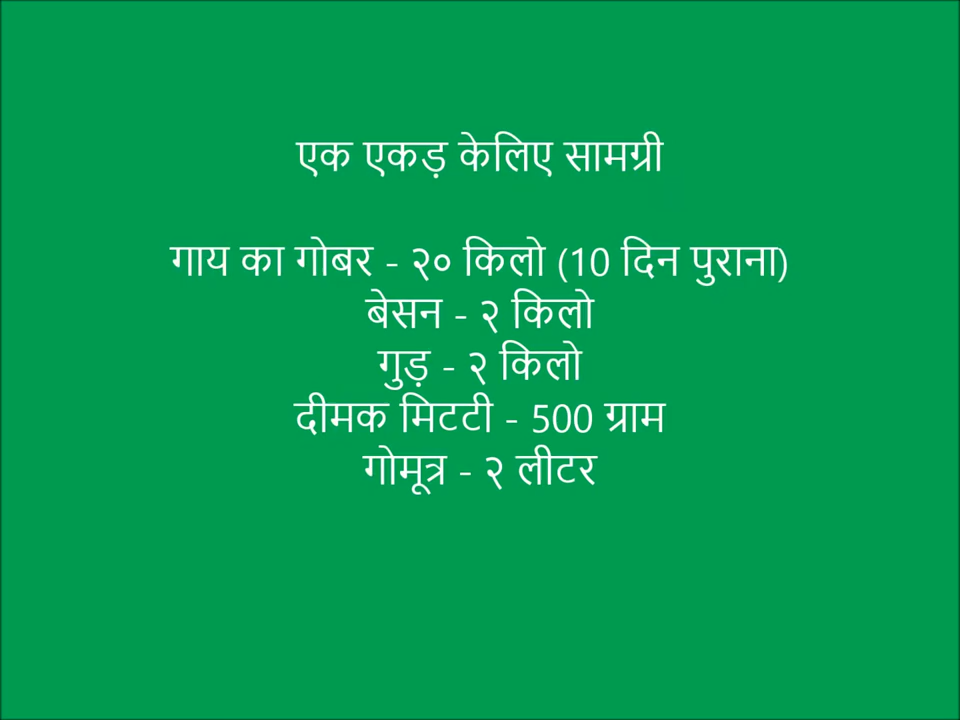 एक एकड़ केलिए सामग्री
गाय का गोबर - २० किलो (10 दिन पुराना)
बेसन - २ किलो
गुड़ - २ किलो
दीमक मिटटी - 500 ग्राम
गोमूत्र - २ लीटर